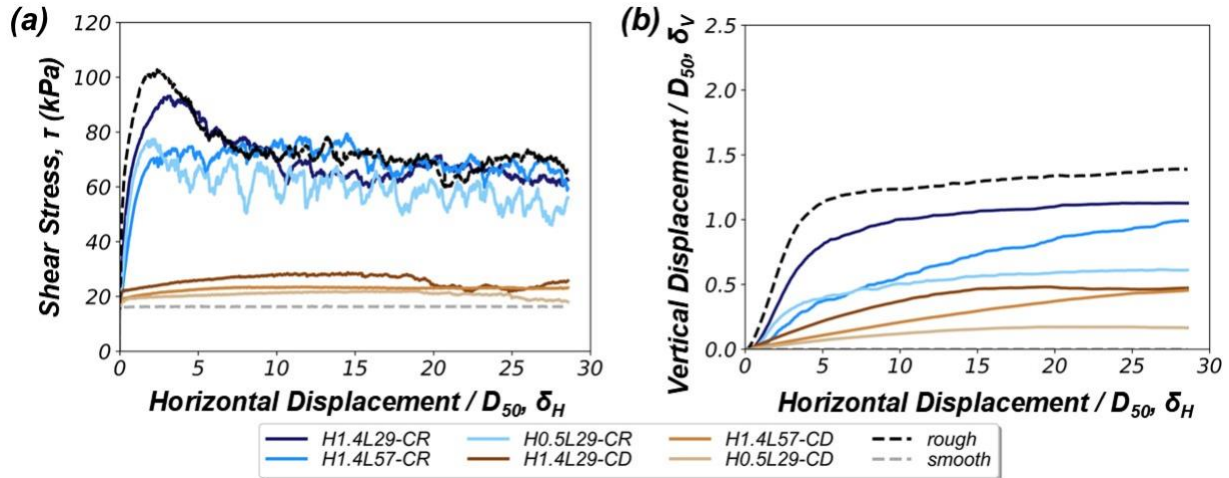 (a)
120
100
80
60
40
20
0
Shear Stress, τ (kPa)
0 5 10 15 20 25 30
Horizontal Displacement / D50, δH
(b)
2.5
2.0
1.5
1.0
0.5
0.0
Vertical Displacement / D50, δV
0 5 10 15 20 25 30
Horizontal Displacement / D50, δH
H1.4L29-CR H0.5L29-CR H1.4L57-CD rough
H1.4L57-CR H1.4L29-CD H0.5L29-CD smooth